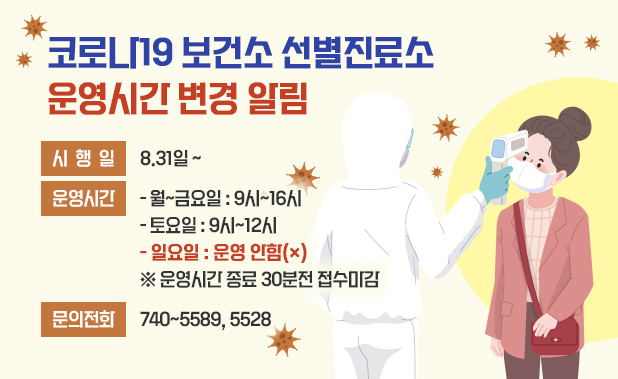 코로나19 보건소 선별진료소
운영시간 변경 알림
시 행 일 8.31일 ~
운영시간 - 월~금요일 : 9시~16시
- 토요일 : 9시~12시
- 일요일 : 운영 안함(×)
※ 운영시간 종료 30분전 접수마감
문의전화 740~5589, 5528